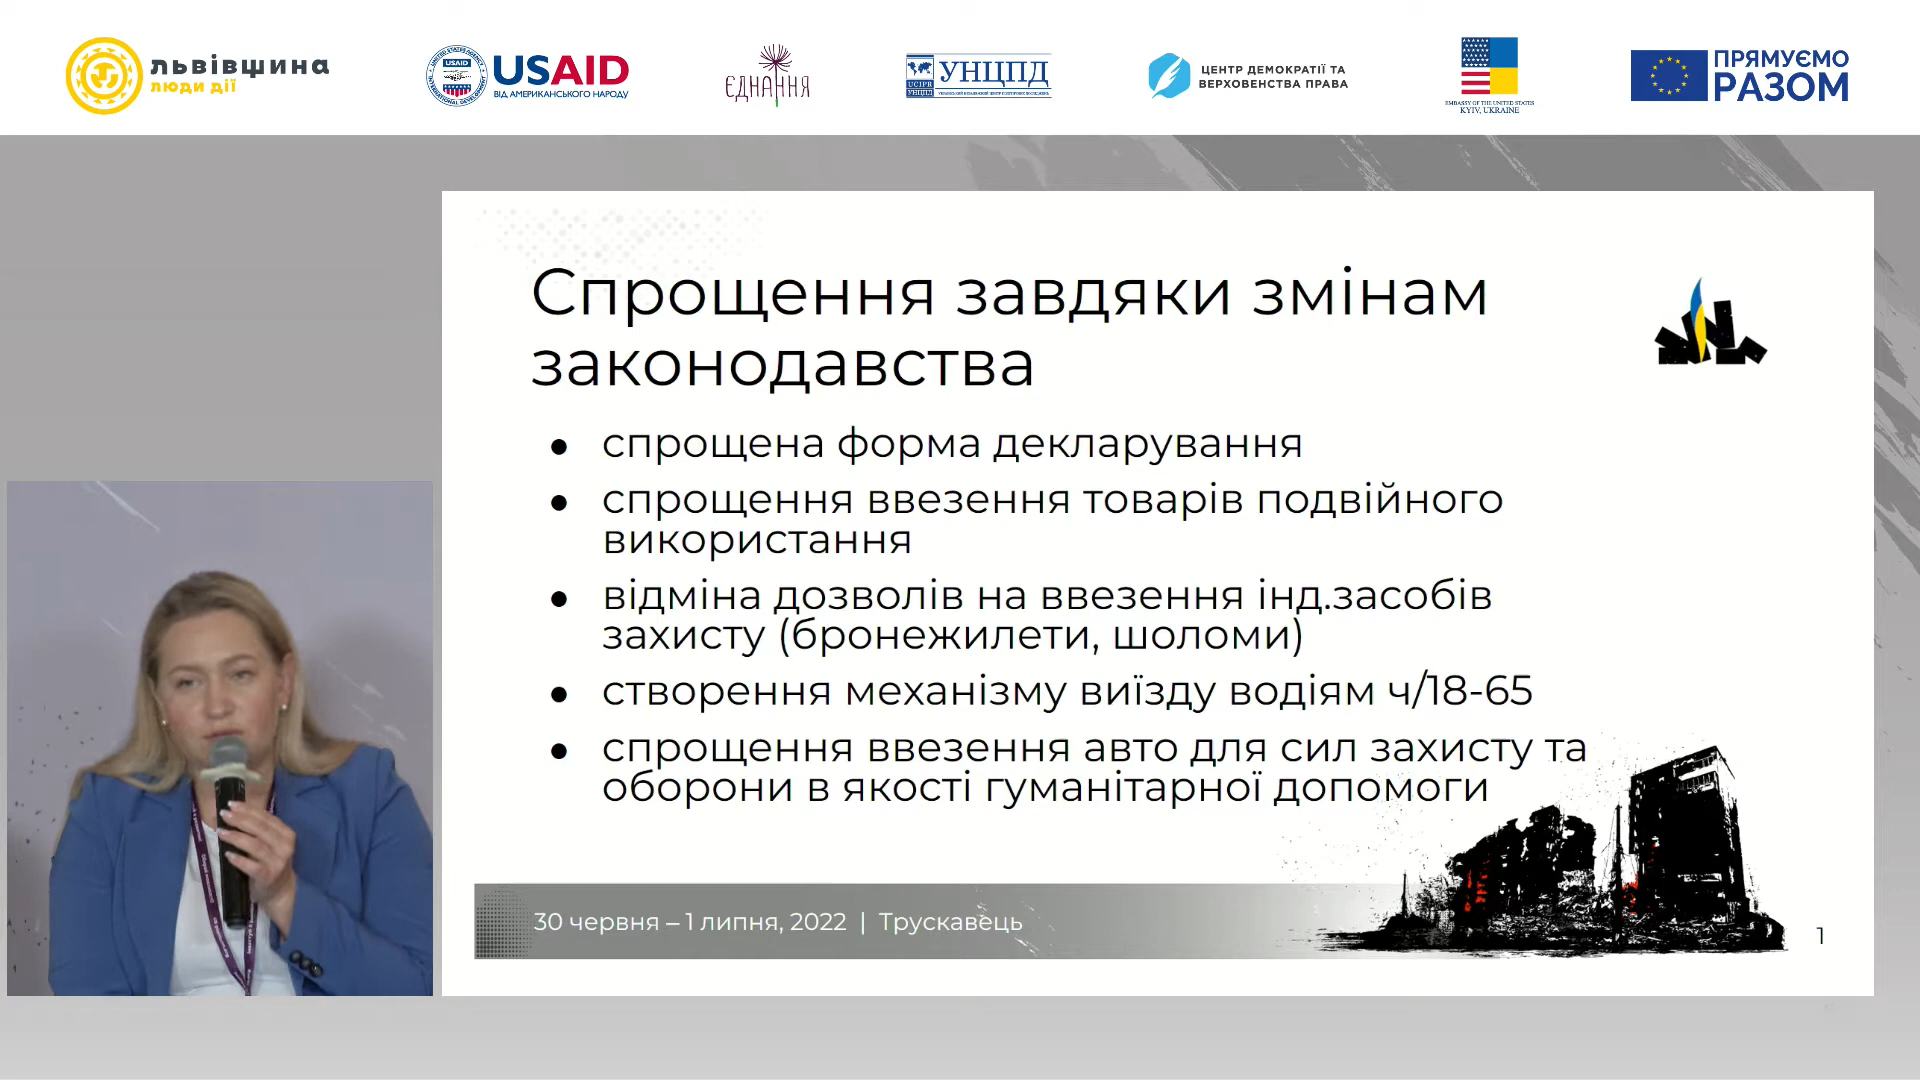 львівщина
люди дії
USAID
ВІД АМЕРИКАНСЬКОГО НАРОДУ
ЄДНАННЯ
УНЦПД
UCIPR
УНЦПД
ЦЕНТР ДЕМОКРАТІЇ ТА
ВЕРХОВЕНСТВА ПРАВА
EMBASSY OF THE UNITED STATES
KYIV, UKRAINE
ПРЯМУЄМО
РАЗОМ
Спрощення завдяки змінам
законодавства
● спрощена форма декларування
● спрощення ввезення товарів подвійного
використання
● відміна дозволів на ввезення інд.засобів
захисту (бронежилети, шоломи)
● створення механізму виїзду водіям ч/18-65
● спрощення ввезення авто для сил захисту та
оборони в якості гуманітарної допомоги
30 червня – 1 липня, 2022 | Трускавець
1